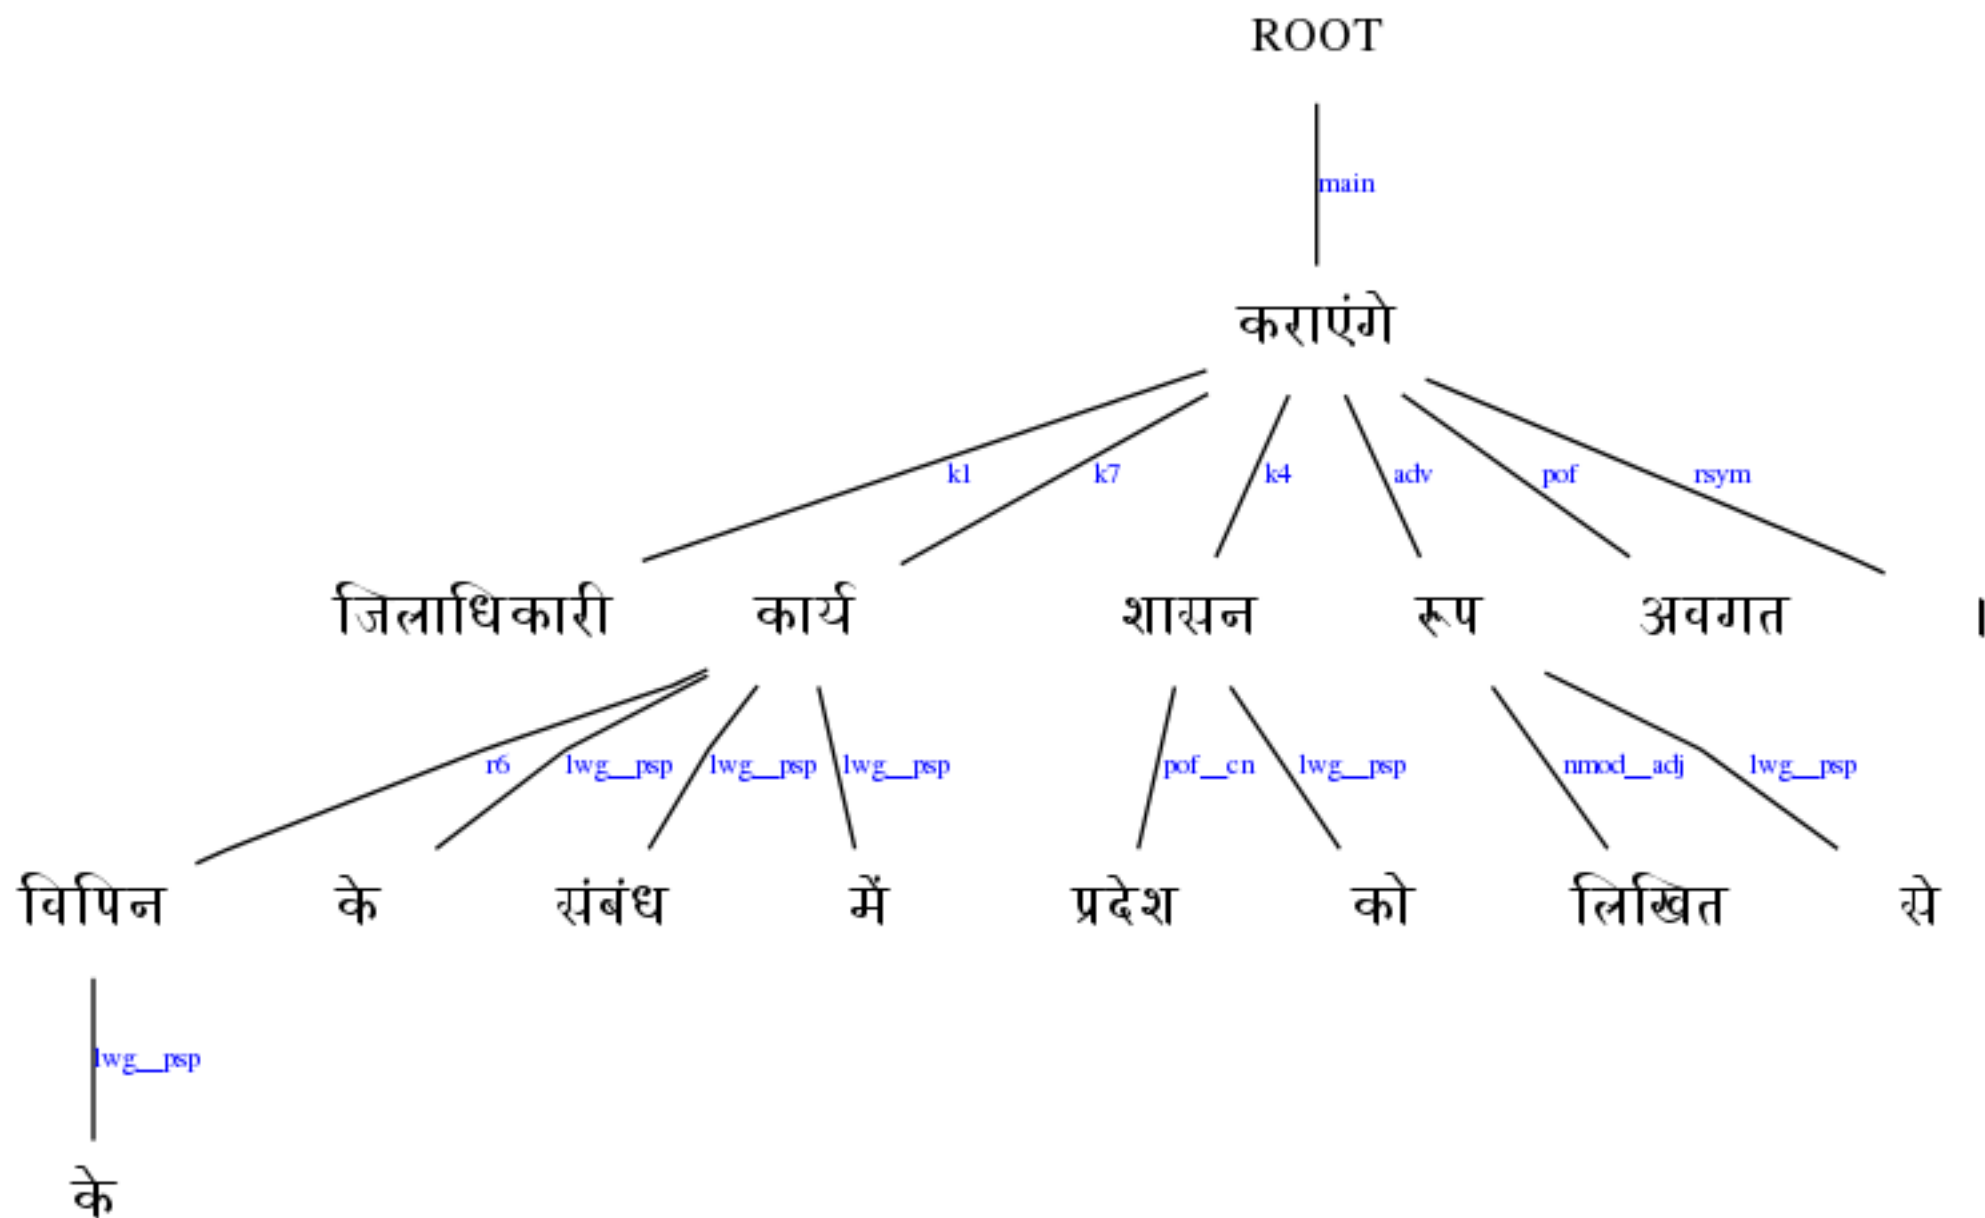 ROOT
main
कराएंगे
k1 k7 k4 adv pof rsym
जिलाधिकारी कार्य शासन रूप अवगत ।
r6 lwg__psp lwg__psp lwg__psp pof__cn lwg__psp nmod__adj lwg__psp
विपिन के संबंध में प्रदेश को लिखित से
lwg__psp
के